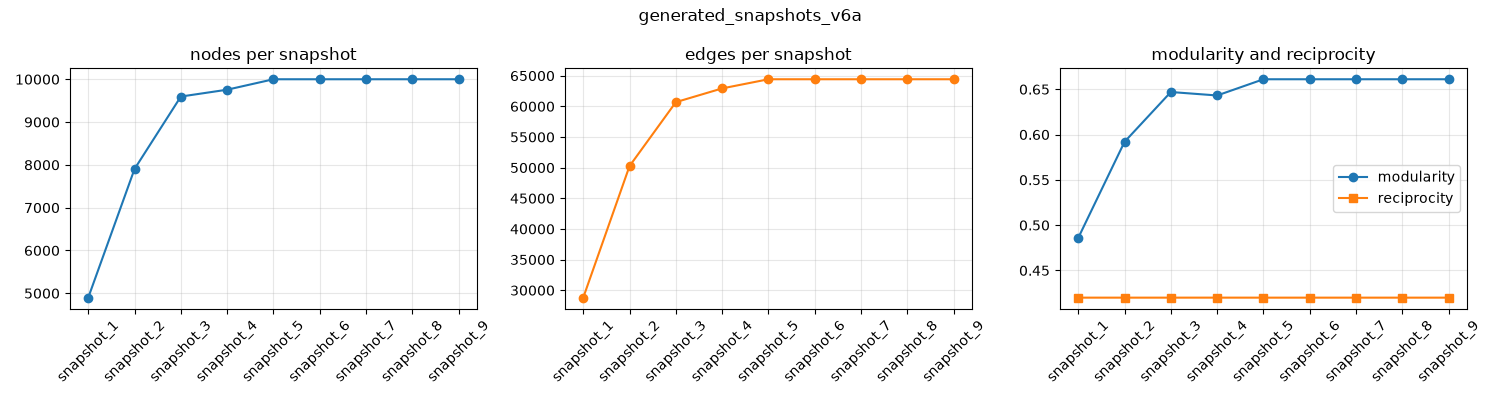 generated_snapshots_v6a
nodes per snapshot
10000
9000
8000
7000
6000
5000
snapshot_1
snapshot_2
snapshot_3
snapshot_4
snapshot_5
snapshot_6
snapshot_7
snapshot_8
snapshot_9
edges per snapshot
65000
60000
55000
50000
45000
40000
35000
30000
snapshot_1
snapshot_2
snapshot_3
snapshot_4
snapshot_5
snapshot_6
snapshot_7
snapshot_8
snapshot_9
modularity and reciprocity
0.65
0.60
0.55
0.50
0.45
modularity
reciprocity
snapshot_1
snapshot_2
snapshot_3
snapshot_4
snapshot_5
snapshot_6
snapshot_7
snapshot_8
snapshot_9